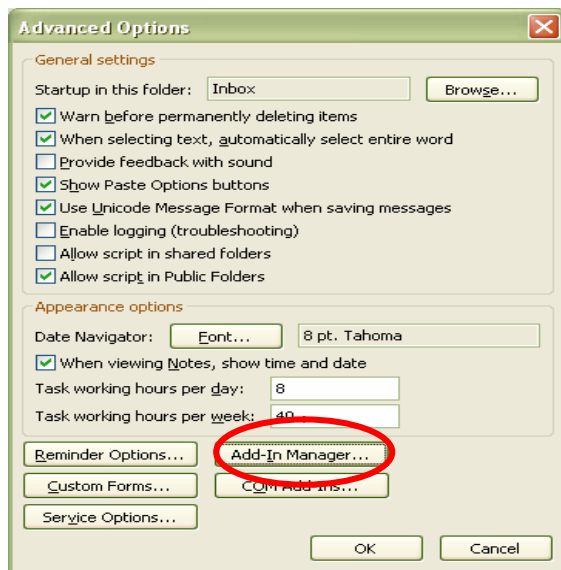 Advanced Options
General settings
Startup in this folder: Inbox Browse...
Warn before permanently deleting items
When selecting text, automatically select entire word
Provide feedback with sound
Show Paste Options buttons
Use Unicode Message Format when saving messages
Enable logging (troubleshooting)
Allow script in shared folders
Allow script in Public Folders
Appearance options
Date Navigator: Font... 8 pt. Tahoma
When viewing Notes, show time and date
Task working hours per day: 8
Task working hours per week: 40
Reminder Options... Add-In Manager...
Custom Forms... COM Add-Ins...
Service Options...
OK Cancel